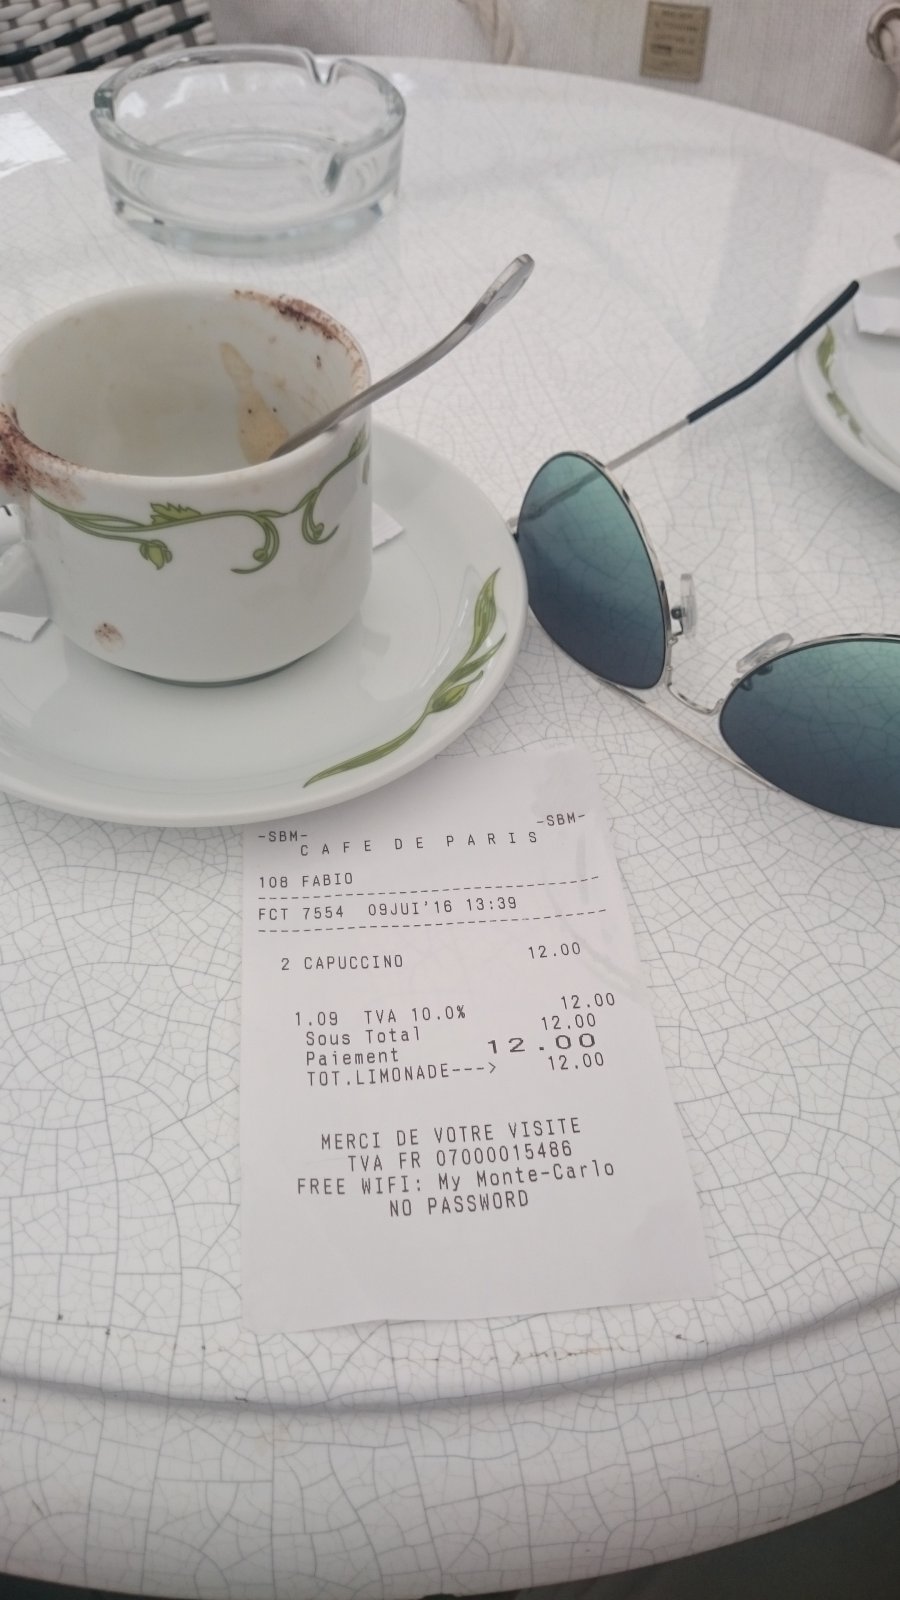 -SBM- -SBM-
CAFE DE PARIS
108 FABIO
FCT 7554 09JUI'16 13:39
2 CAPUCCINO 12.00
1.09 TVA 10.0% 12.00
Sous Total 12.00
Paiement 12.00
TOT.LIMONADE---> 12.00
MERCI DE VOTRE VISITE
TVA FR 07000015486
FREE WIFI: My Monte-Carlo
NO PASSWORD